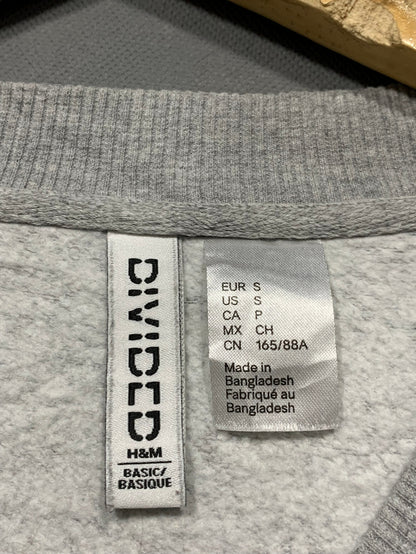 DIVIDED
H&M
BASIC/
BASIQUE
EUR S
US S
CA P
MX CH
CN 165/88A
Made in
Bangladesh
Fabriqué au
Bangladesh